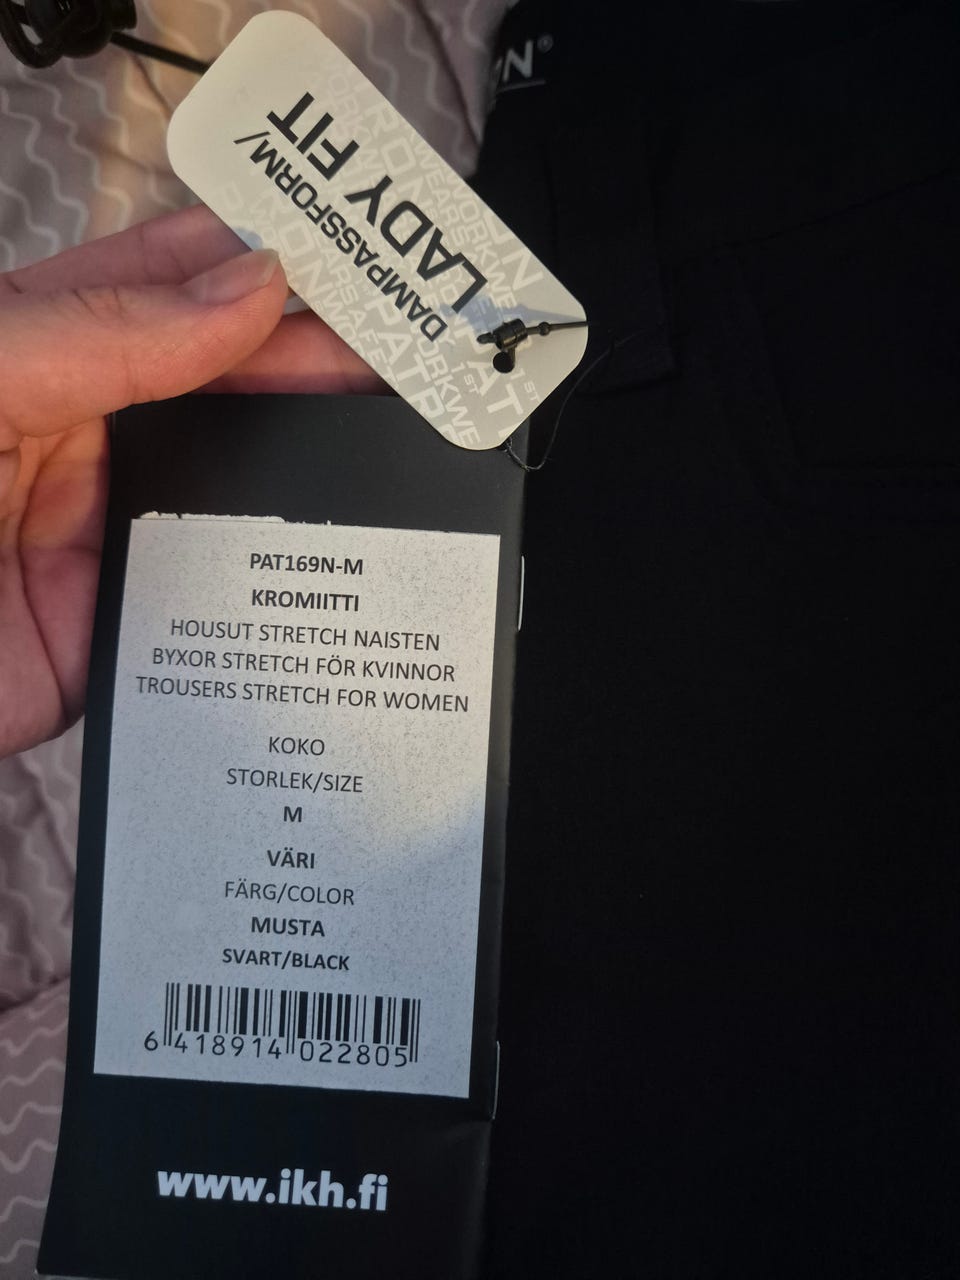 DAMPASSFORM/
LADY FIT
N®
PAT169N-M
KROMIITTI
HOUSUT STRETCH NAISTEN
BYXOR STRETCH FÖR KVINNOR
TROUSERS STRETCH FOR WOMEN
KOKO
STORLEK/SIZE
M
VÄRI
FÄRG/COLOR
MUSTA
SVART/BLACK
6 418914 022805
www.ikh.fi